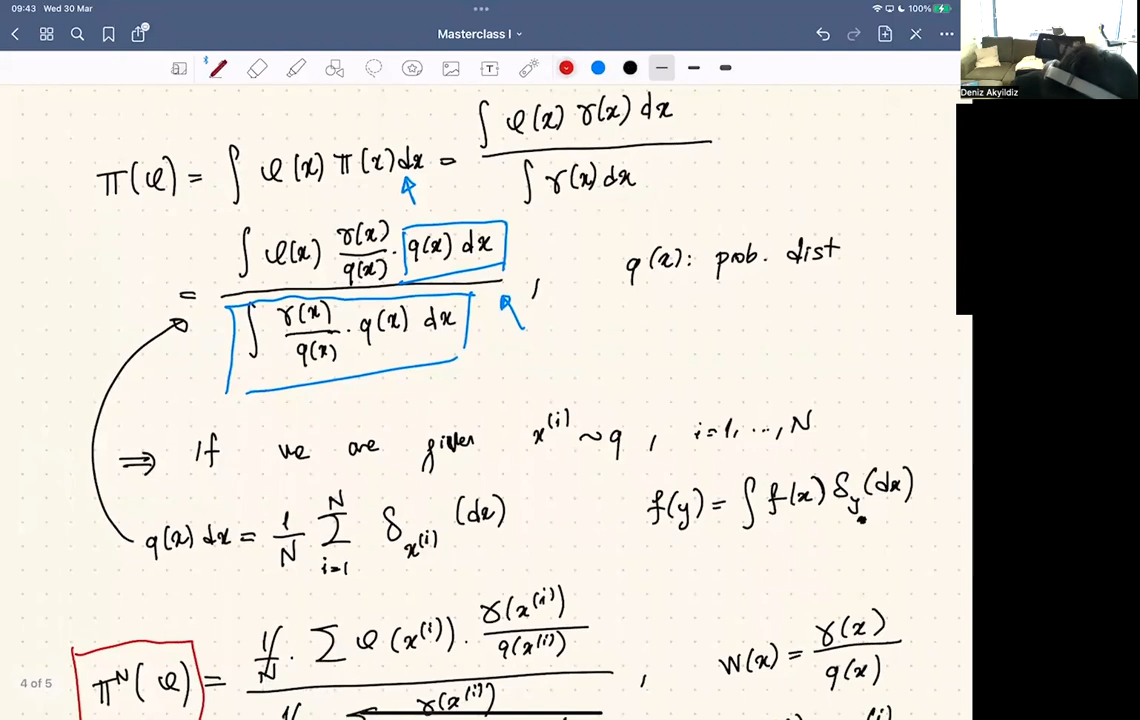 09:43 Wed 30 Mar
100%
Masterclass I
Deniz Akyildiz
π(φ) = ∫ φ(x) π(x)dx = ∫ φ(x) γ(x) dx / ∫ γ(x) dx
= ∫ φ(x) γ(x)/q(x) · q(x) dx / ∫ γ(x)/q(x) · q(x) dx , q(x): prob. dist
⇒ If we are given x^(i) ~ q , i=1, ..., N
q(x) dx = 1/N ∑_{i=1}^{N} δ_{x^(i)} (dx) f(y) = ∫ f(x) δ_y (dx)
π^N(φ) = 1/N · ∑ φ(x^(i)) · γ(x^(i))/q(x^(i)) , W(x) = γ(x)/q(x)
γ(x^(i))
4 of 5